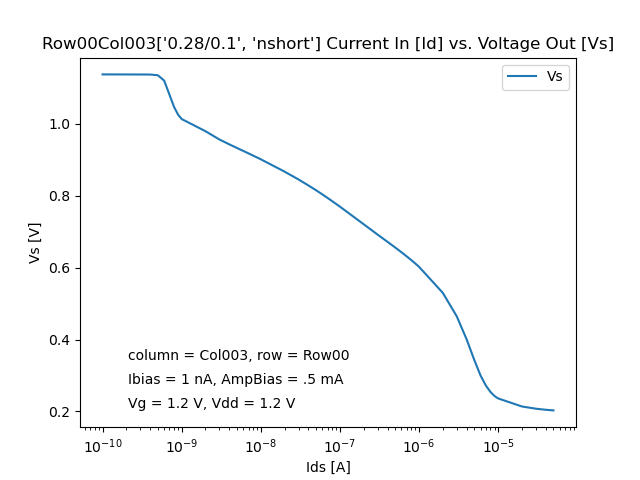 Row00Col003['0.28/0.1', 'nshort'] Current In [Id] vs. Voltage Out [Vs]
Vs
1.0
0.8
0.6
0.4
0.2
Vs [V]
column = Col003, row = Row00
Ibias = 1 nA, AmpBias = .5 mA
Vg = 1.2 V, Vdd = 1.2 V
10⁻¹⁰ 10⁻⁹ 10⁻⁸ 10⁻⁷ 10⁻⁶ 10⁻⁵
Ids [A]